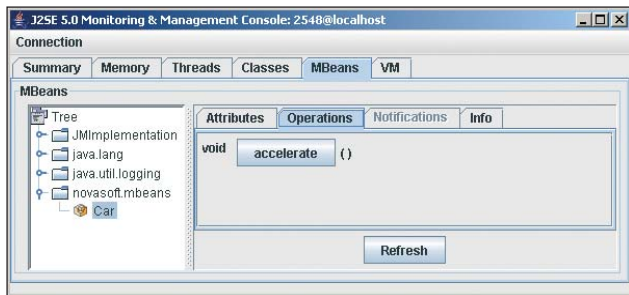 J2SE 5.0 Monitoring & Management Console: 2548@localhost
Connection
Summary Memory Threads Classes MBeans VM
MBeans
Tree
JMImplementation
java.lang
java.util.logging
novasoft.mbeans
Car
Attributes Operations Notifications Info
void accelerate ()
Refresh